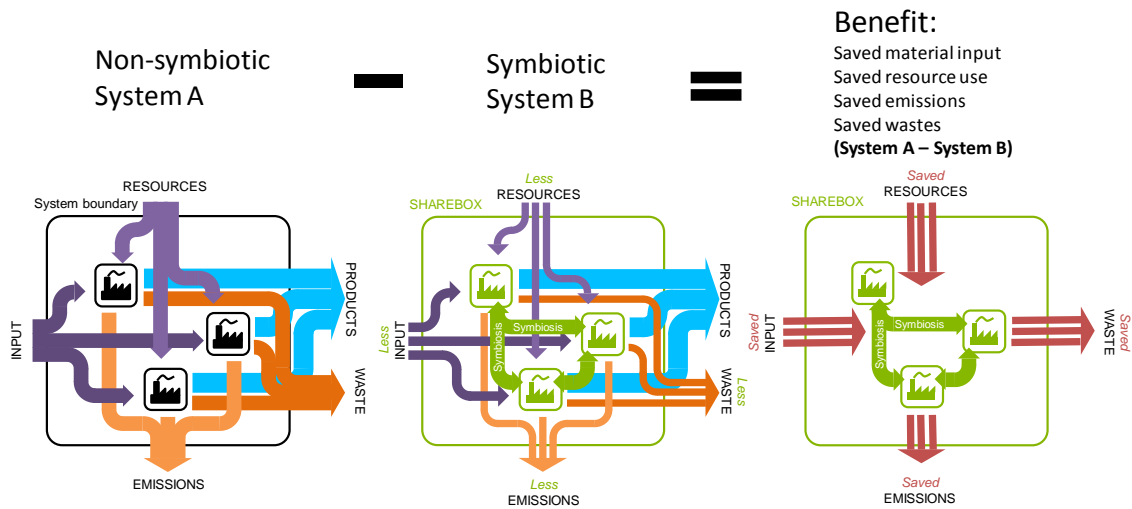 Non-symbiotic
System A
Symbiotic
System B
Benefit:
Saved material input
Saved resource use
Saved emissions
Saved wastes
(System A – System B)
RESOURCES
System boundary
INPUT
PRODUCTS
WASTE
EMISSIONS
Less
RESOURCES
SHAREBOX
Less
INPUT
Symbiosis
Symbiosis
PRODUCTS
WASTE
Less
Less
EMISSIONS
Saved
RESOURCES
SHAREBOX
Saved
INPUT
Symbiosis
Symbiosis
WASTE
Saved
Saved
EMISSIONS